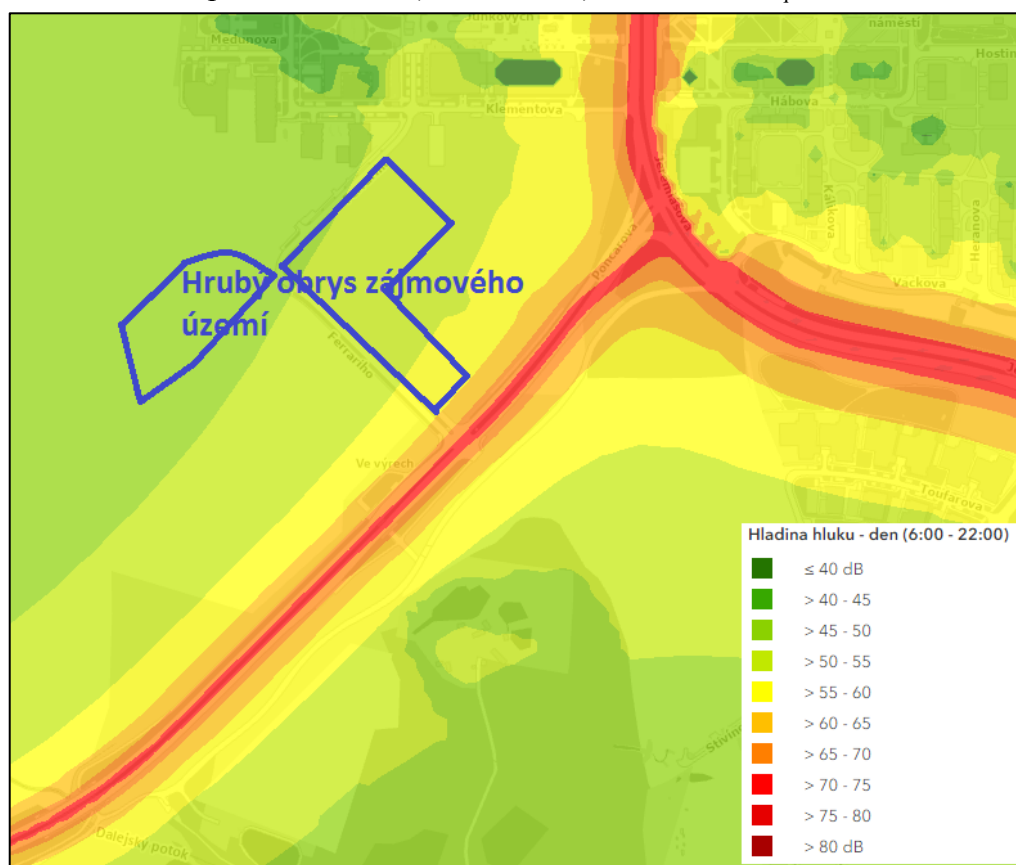 Junkových
náměstí
Medunova
Hostin
Klementova
Hábova
Jeremiášova
Kálikova
Heranova
Poncarova
Vackova
Hrubý obrys zájmového
území
Ferrariho
Ve výrech
Toufarova
Hladina hluku - den (6:00 - 22:00)
≤ 40 dB
> 40 - 45
> 45 - 50
> 50 - 55
> 55 - 60
> 60 - 65
> 65 - 70
> 70 - 75
> 75 - 80
> 80 dB
Dalejský potok